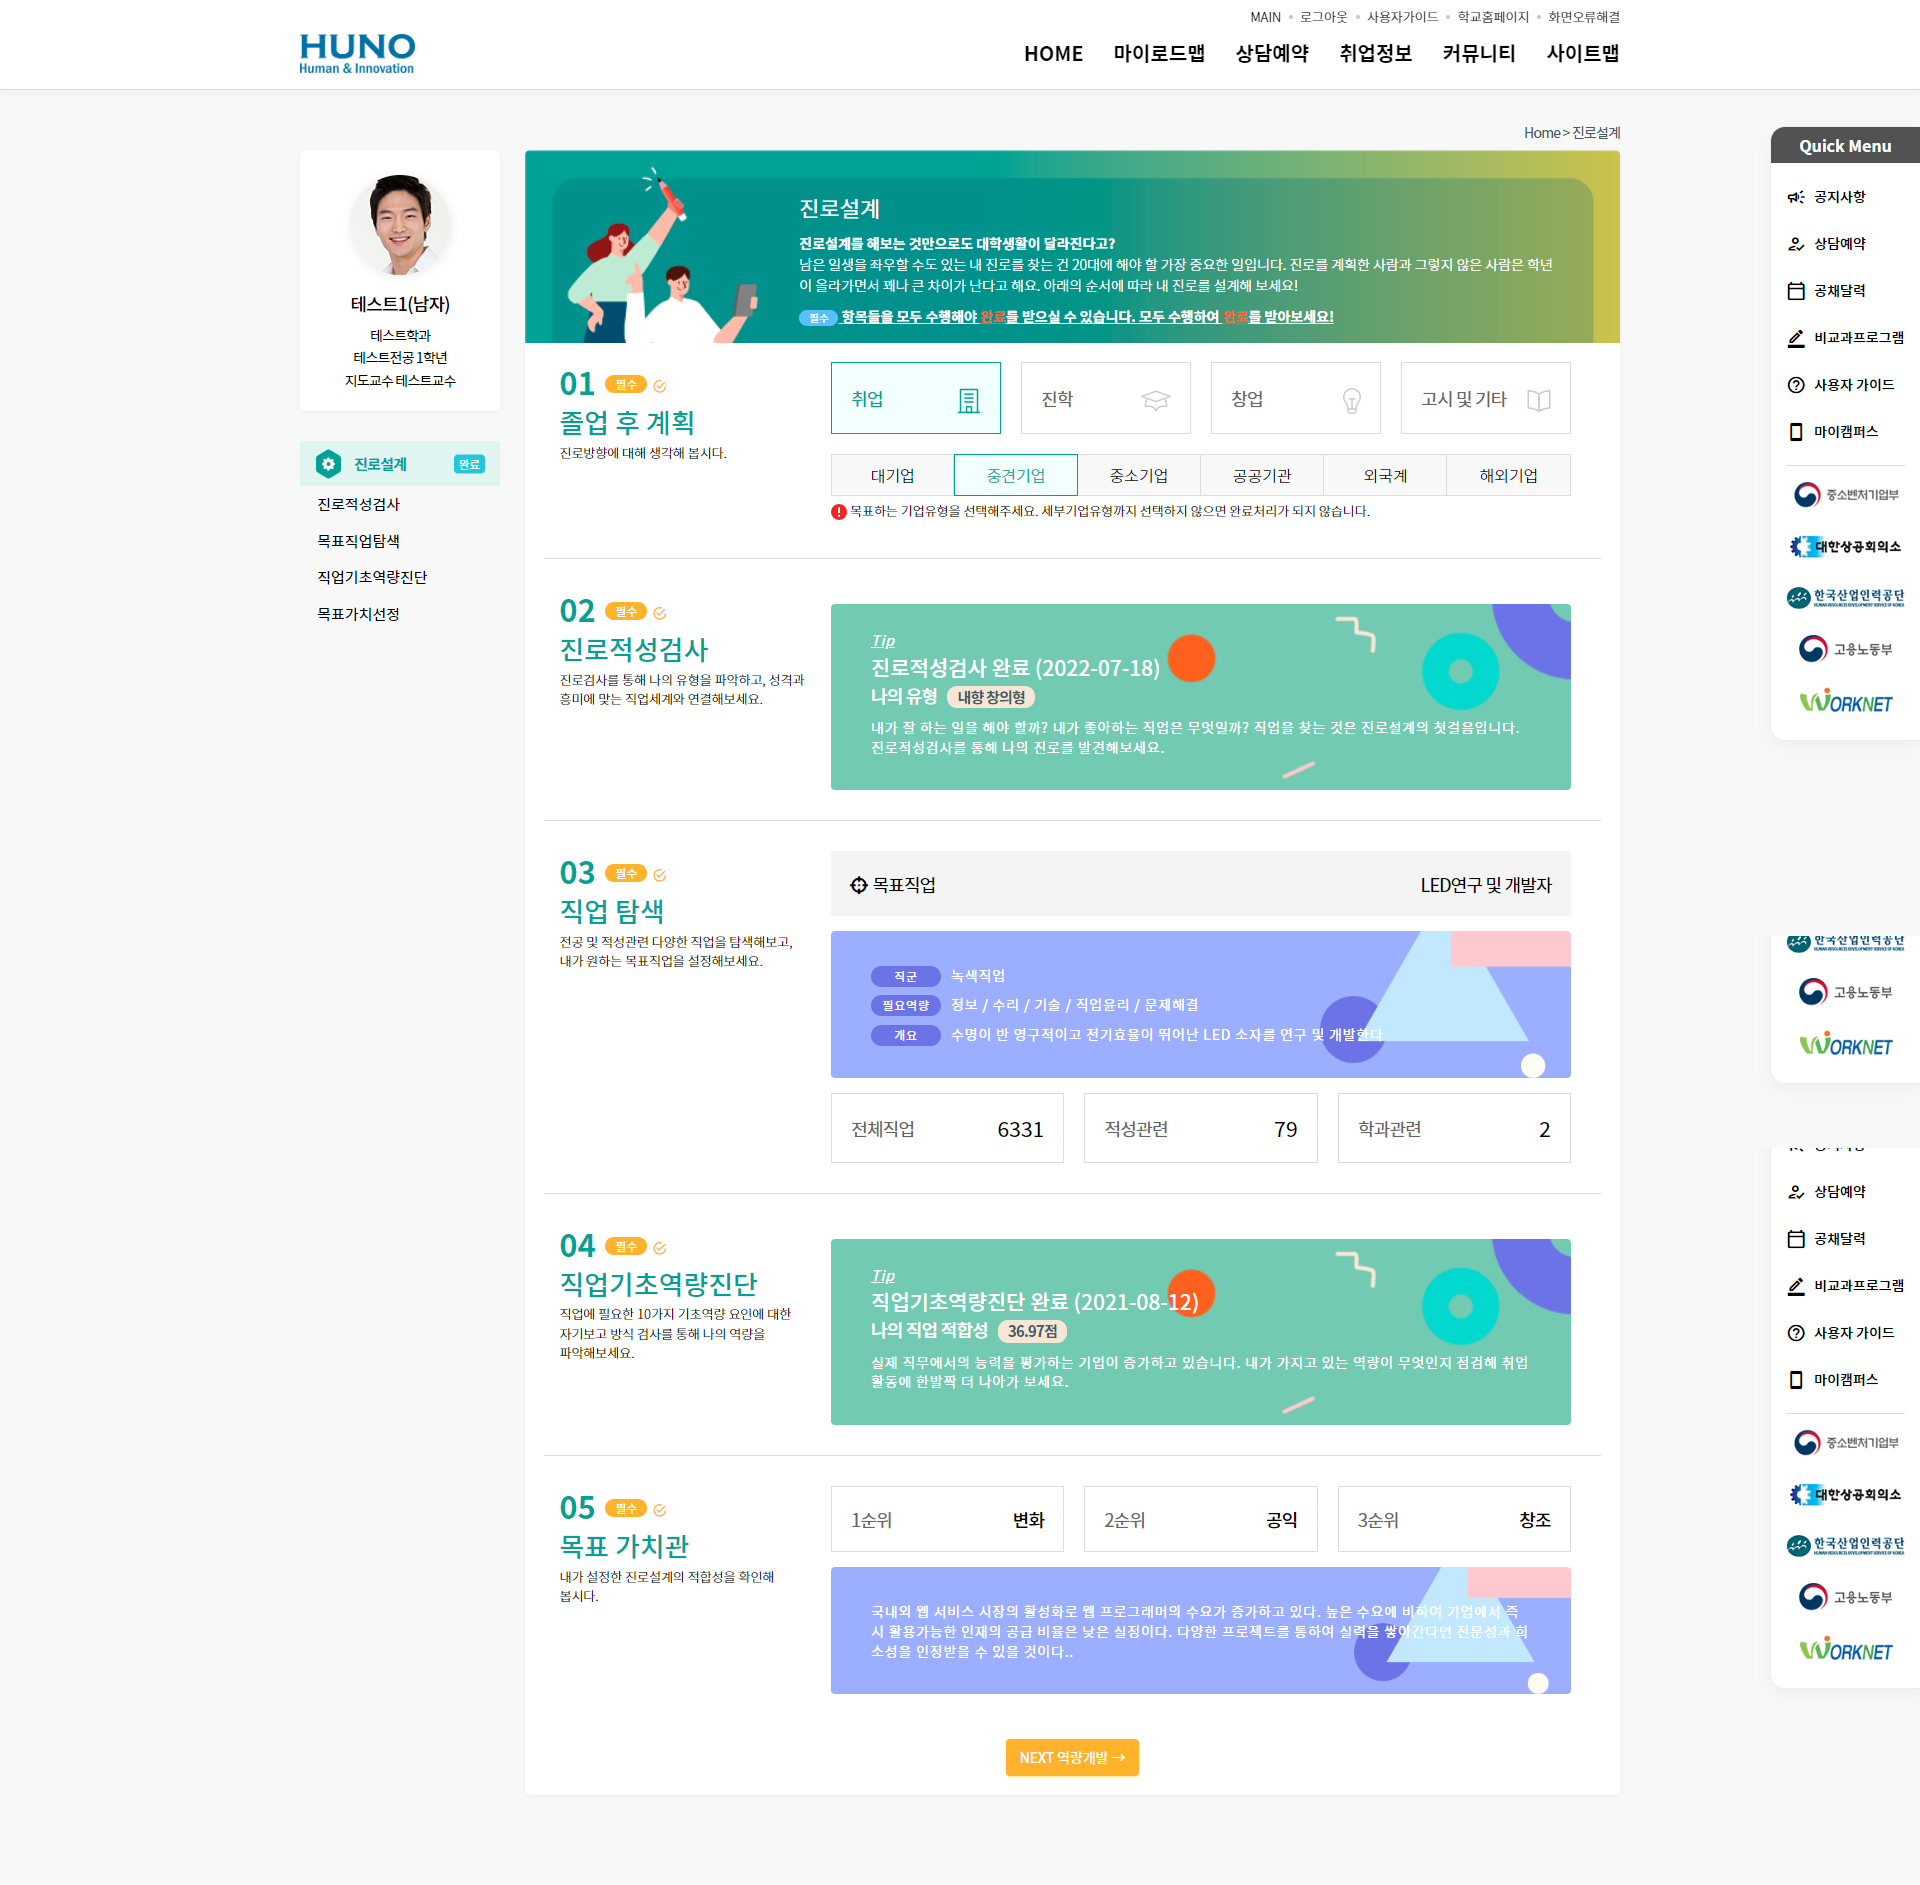 MAIN 로그아웃 사용자가이드 학교홈페이지 화면오류해결
HUNO
Human & Innovation
HOME 마이로드맵 상담예약 취업정보 커뮤니티 사이트맵
Home > 진로설계
테스트1(남자)
테스트학과
테스트전공 1학년
지도교수 테스트교수
진로설계 완료
진로적성검사
목표직업탐색
직업기초역량진단
목표가치선정
진로설계
진로설계를 해보는 것만으로도 대학생활이 달라진다고?
남은 일생을 좌우할 수도 있는 내 진로를 찾는 건 20대에 해야 할 가장 중요한 일입니다. 진로를 계획한 사람과 그렇지 않은 사람은 학년
이 올라가면서 꽤나 큰 차이가 난다고 해요. 아래의 순서에 따라 내 진로를 설계해 보세요!
필수 항목들을 모두 수행해야 완료를 받으실 수 있습니다. 모두 수행하여 완료를 받아보세요!
01 필수
졸업 후 계획
진로방향에 대해 생각해 봅시다.
취업 진학 창업 고시 및 기타
대기업 중견기업 중소기업 공공기관 외국계 해외기업
목표하는 기업유형을 선택해주세요. 세부기업유형까지 선택하지 않으면 완료처리가 되지 않습니다.
02 필수
진로적성검사
진로검사를 통해 나의 유형을 파악하고, 성격과
흥미에 맞는 직업세계와 연결해보세요.
Tip
진로적성검사 완료 (2022-07-18)
나의 유형 내향 창의형
내가 잘 하는 일을 해야 할까? 내가 좋아하는 직업은 무엇일까? 직업을 찾는 것은 진로설계의 첫걸음입니다.
진로적성검사를 통해 나의 진로를 발견해보세요.
03 필수
직업 탐색
전공 및 적성관련 다양한 직업을 탐색해보고,
내가 원하는 목표직업을 설정해보세요.
목표직업 LED연구 및 개발자
직군 녹색직업
필요역량 정보 / 수리 / 기술 / 직업윤리 / 문제해결
개요 수명이 반 영구적이고 전기효율이 뛰어난 LED 소자를 연구 및 개발한다
전체직업 6331
적성관련 79
학과관련 2
04 필수
직업기초역량진단
직업에 필요한 10가지 기초역량 요인에 대한
자기보고 방식 검사를 통해 나의 역량을
파악해보세요.
Tip
직업기초역량진단 완료 (2021-08-12)
나의 직업 적합성 36.97점
실제 직무에서의 능력을 평가하는 기업이 증가하고 있습니다. 내가 가지고 있는 역량이 무엇인지 점검해 취업
활동에 한발짝 더 나아가 보세요.
05 필수
목표 가치관
내가 설정한 진로설계의 적합성을 확인해
봅시다.
1순위 변화
2순위 공익
3순위 창조
국내외 웹 서비스 시장의 활성화로 웹 프로그래머의 수요가 증가하고 있다. 높은 수요에 비하여 기업에서 즉
시 활용가능한 인재의 공급 비율은 낮은 실정이다. 다양한 프로젝트를 통하여 실력을 쌓아간다면 전문성과 희
소성을 인정받을 수 있을 것이다..
NEXT 역량개발 →
Quick Menu
공지사항
상담예약
공채달력
비교과프로그램
사용자 가이드
마이캠퍼스
중소벤처기업부
대한상공회의소
한국산업인력공단
HUMAN RESOURCES DEVELOPMENT SERVICE OF KOREA
고용노동부
WORKNET
한국산업인력공단
HUMAN RESOURCES DEVELOPMENT SERVICE OF KOREA
고용노동부
WORKNET
상담예약
공채달력
비교과프로그램
사용자 가이드
마이캠퍼스
중소벤처기업부
대한상공회의소
한국산업인력공단
HUMAN RESOURCES DEVELOPMENT SERVICE OF KOREA
고용노동부
WORKNET